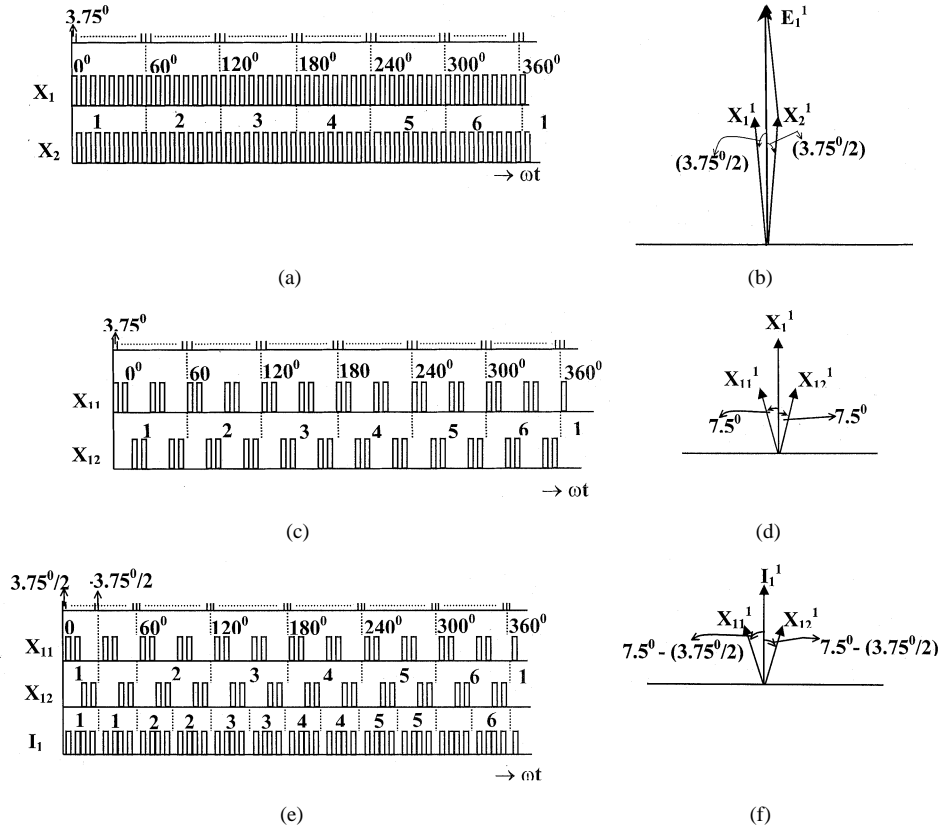 3.75⁰
0⁰ 60⁰ 120⁰ 180⁰ 240⁰ 300⁰ 360⁰
X₁
1 2 3 4 5 6 1
X₂
→ ωt
(a)
E₁¹
X₁¹ X₂¹
(3.75⁰/2) (3.75⁰/2)
(b)
3.75⁰
0⁰ 60 120⁰ 180 240⁰ 300⁰ 360⁰
X₁₁
1 2 3 4 5 6 1
X₁₂
→ ωt
(c)
X₁¹
X₁₁¹ X₁₂¹
7.5⁰ 7.5⁰
(d)
3.75⁰/2 -3.75⁰/2
0 60⁰ 120⁰ 180⁰ 240⁰ 300⁰ 360⁰
X₁₁
1 2 3 4 5 6 1
X₁₂
1 1 2 2 3 3 4 4 5 5 6
I₁
→ ωt
(e)
I₁¹
X₁₁¹ X₁₂¹
7.5⁰ - (3.75⁰/2) 7.5⁰ - (3.75⁰/2)
(f)